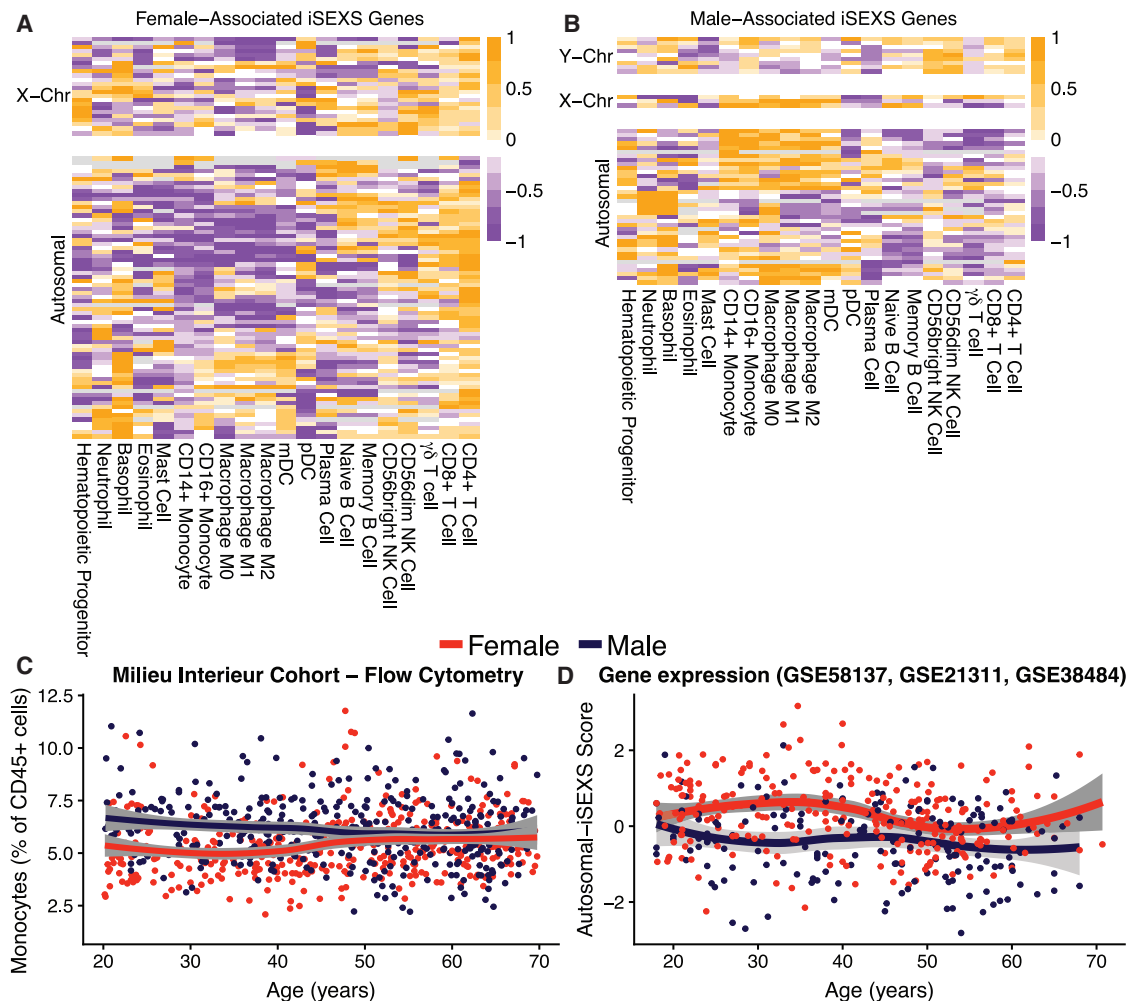 A
Female−Associated iSEXS Genes
X−Chr
Autosomal
1
0.5
0
−0.5
−1
Hematopoietic Progenitor
Neutrophil
Basophil
Eosinophil
Mast Cell
CD14+ Monocyte
CD16+ Monocyte
Macrophage M0
Macrophage M1
Macrophage M2
mDC
pDC
Plasma Cell
Naive B Cell
Memory B Cell
CD56bright NK Cell
CD56dim NK Cell
γδ T cell
CD8+ T Cell
CD4+ T Cell
B
Male−Associated iSEXS Genes
Y−Chr
X−Chr
Autosomal
1
0.5
0
−0.5
−1
Hematopoietic Progenitor
Neutrophil
Basophil
Eosinophil
Mast Cell
CD14+ Monocyte
CD16+ Monocyte
Macrophage M0
Macrophage M1
Macrophage M2
mDC
pDC
Plasma Cell
Naive B Cell
Memory B Cell
CD56bright NK Cell
CD56dim NK Cell
γδ T cell
CD8+ T Cell
CD4+ T Cell
Female Male
C
Milieu Interieur Cohort − Flow Cytometry
Monocytes (% of CD45+ cells)
12.5
10.0
7.5
5.0
2.5
20 30 40 50 60 70
Age (years)
D
Gene expression (GSE58137, GSE21311, GSE38484)
Autosomal−iSEXS Score
2
0
−2
20 30 40 50 60 70
Age (years)